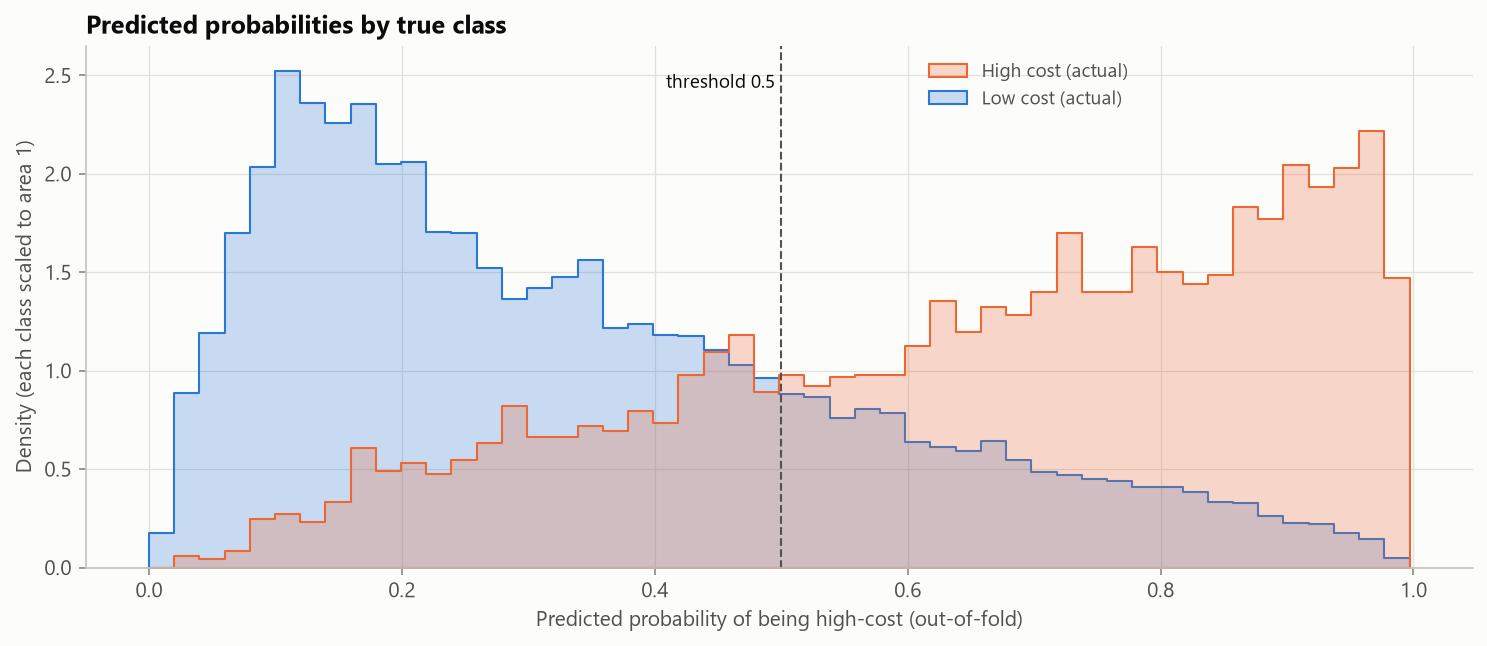 Predicted probabilities by true class
threshold 0.5
High cost (actual)
Low cost (actual)
Density (each class scaled to area 1)
2.5
2.0
1.5
1.0
0.5
0.0
0.0 0.2 0.4 0.6 0.8 1.0
Predicted probability of being high-cost (out-of-fold)